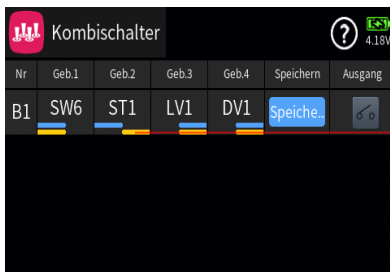 Kombischalter
?
4.18V
Nr Geb.1 Geb.2 Geb.3 Geb.4 Speichern Ausgang
B1 SW6 ST1 LV1 DV1 Speiche..